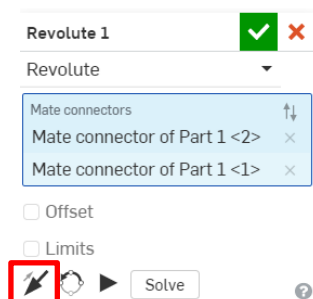 Revolute 1
Revolute
Mate connectors
Mate connector of Part 1 <2>
Mate connector of Part 1 <1>
Offset
Limits
Solve